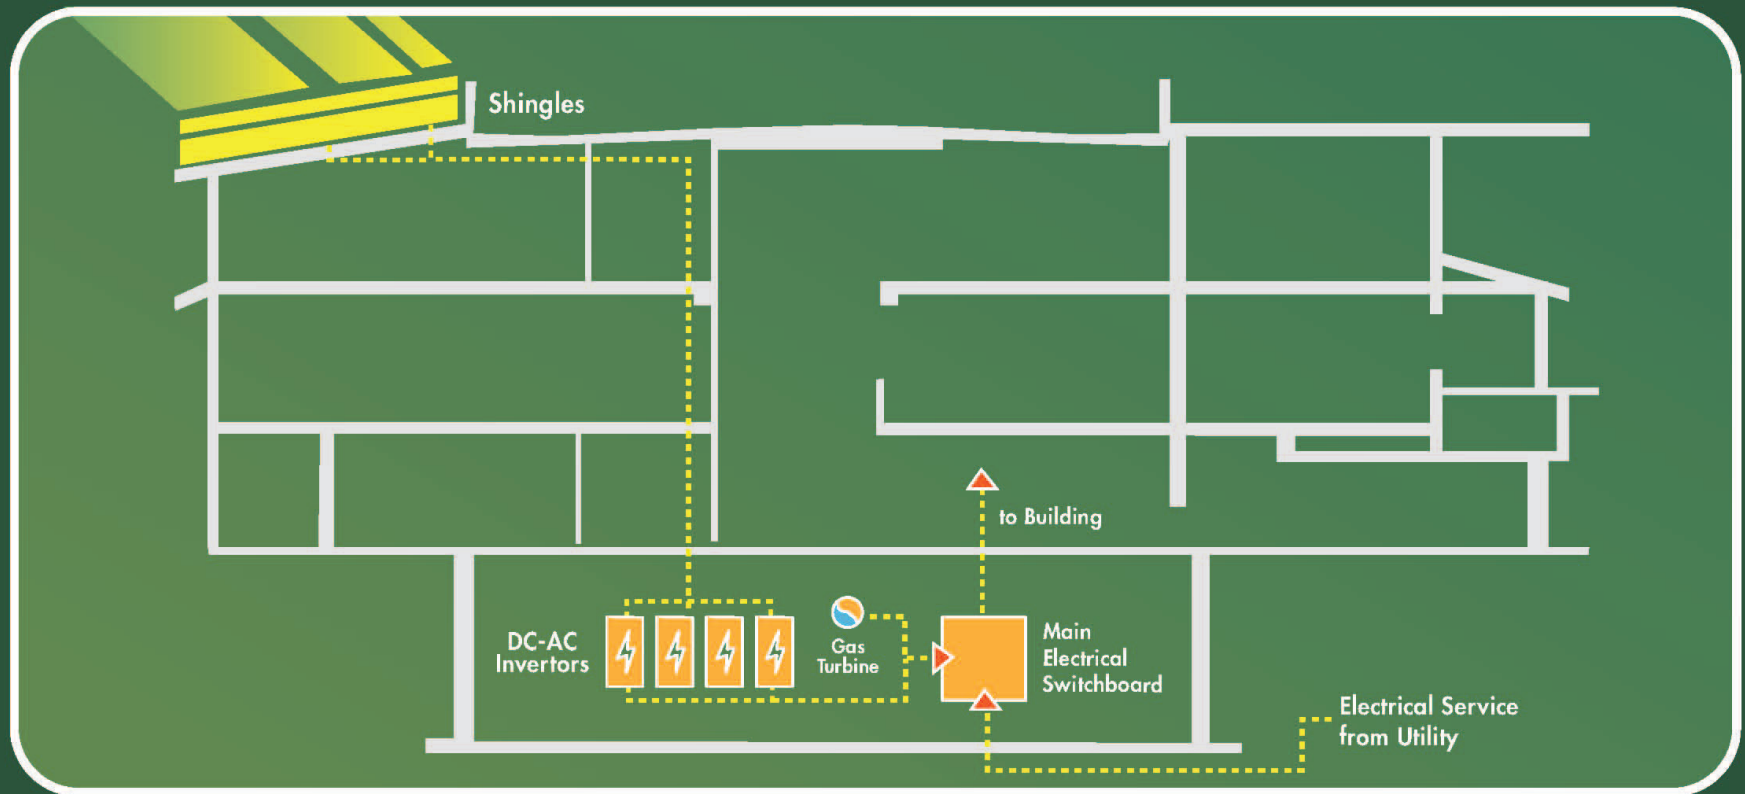 Shingles
to Building
DC-AC
Invertors
Gas
Turbine
Main
Electrical
Switchboard
Electrical Service
from Utility